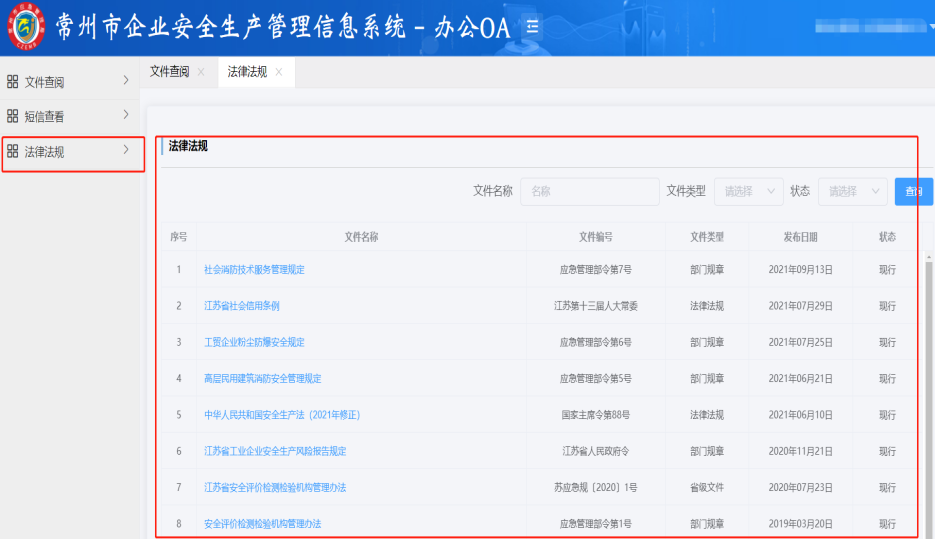 常州市企业安全生产管理信息系统 - 办公OA
文件查阅 × 法律法规 ×
文件查阅
短信查看
法律法规
法律法规
文件名称 名称 文件类型 请选择 状态 请选择 查询
序号 文件名称 文件编号 文件类型 发布日期 状态
1 社会消防技术服务管理规定 应急管理部令第7号 部门规章 2021年09月13日 现行
2 江苏省社会信用条例 江苏第十三届人大常委 法律法规 2021年07月29日 现行
3 工贸企业粉尘防爆安全规定 应急管理部令第6号 部门规章 2021年07月25日 现行
4 高层民用建筑消防安全管理规定 应急管理部令第5号 部门规章 2021年06月21日 现行
5 中华人民共和国安全生产法（2021年修正） 国家主席令第88号 法律法规 2021年06月10日 现行
6 江苏省工业企业安全生产风险报告规定 江苏省人民政府令 部门规章 2020年11月21日 现行
7 江苏省安全评价检测检验机构管理办法 苏应急规〔2020〕1号 省级文件 2020年07月23日 现行
8 安全评价检测检验机构管理办法 应急管理部令第1号 部门规章 2019年03月20日 现行